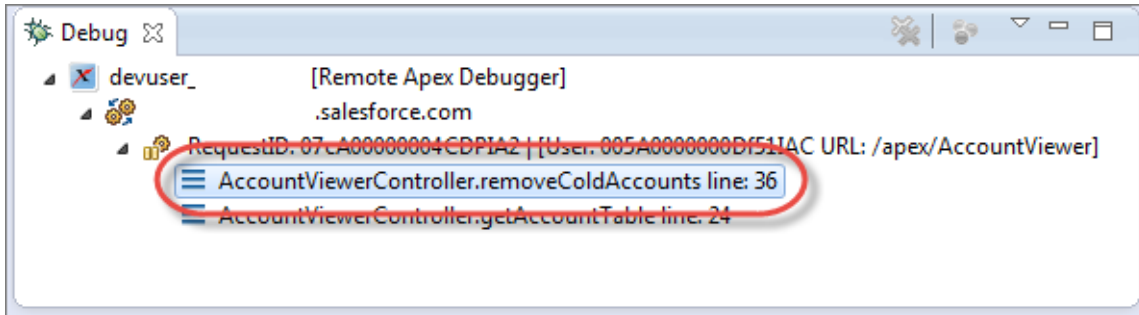 Debug
devuser_ [Remote Apex Debugger]
.salesforce.com
RequestID: 07cA00000004CDPIA2 | [User: 005A0000000Df51IAC URL: /apex/AccountViewer]
AccountViewerController.removeColdAccounts line: 36
AccountViewerController.getAccountTable line: 24